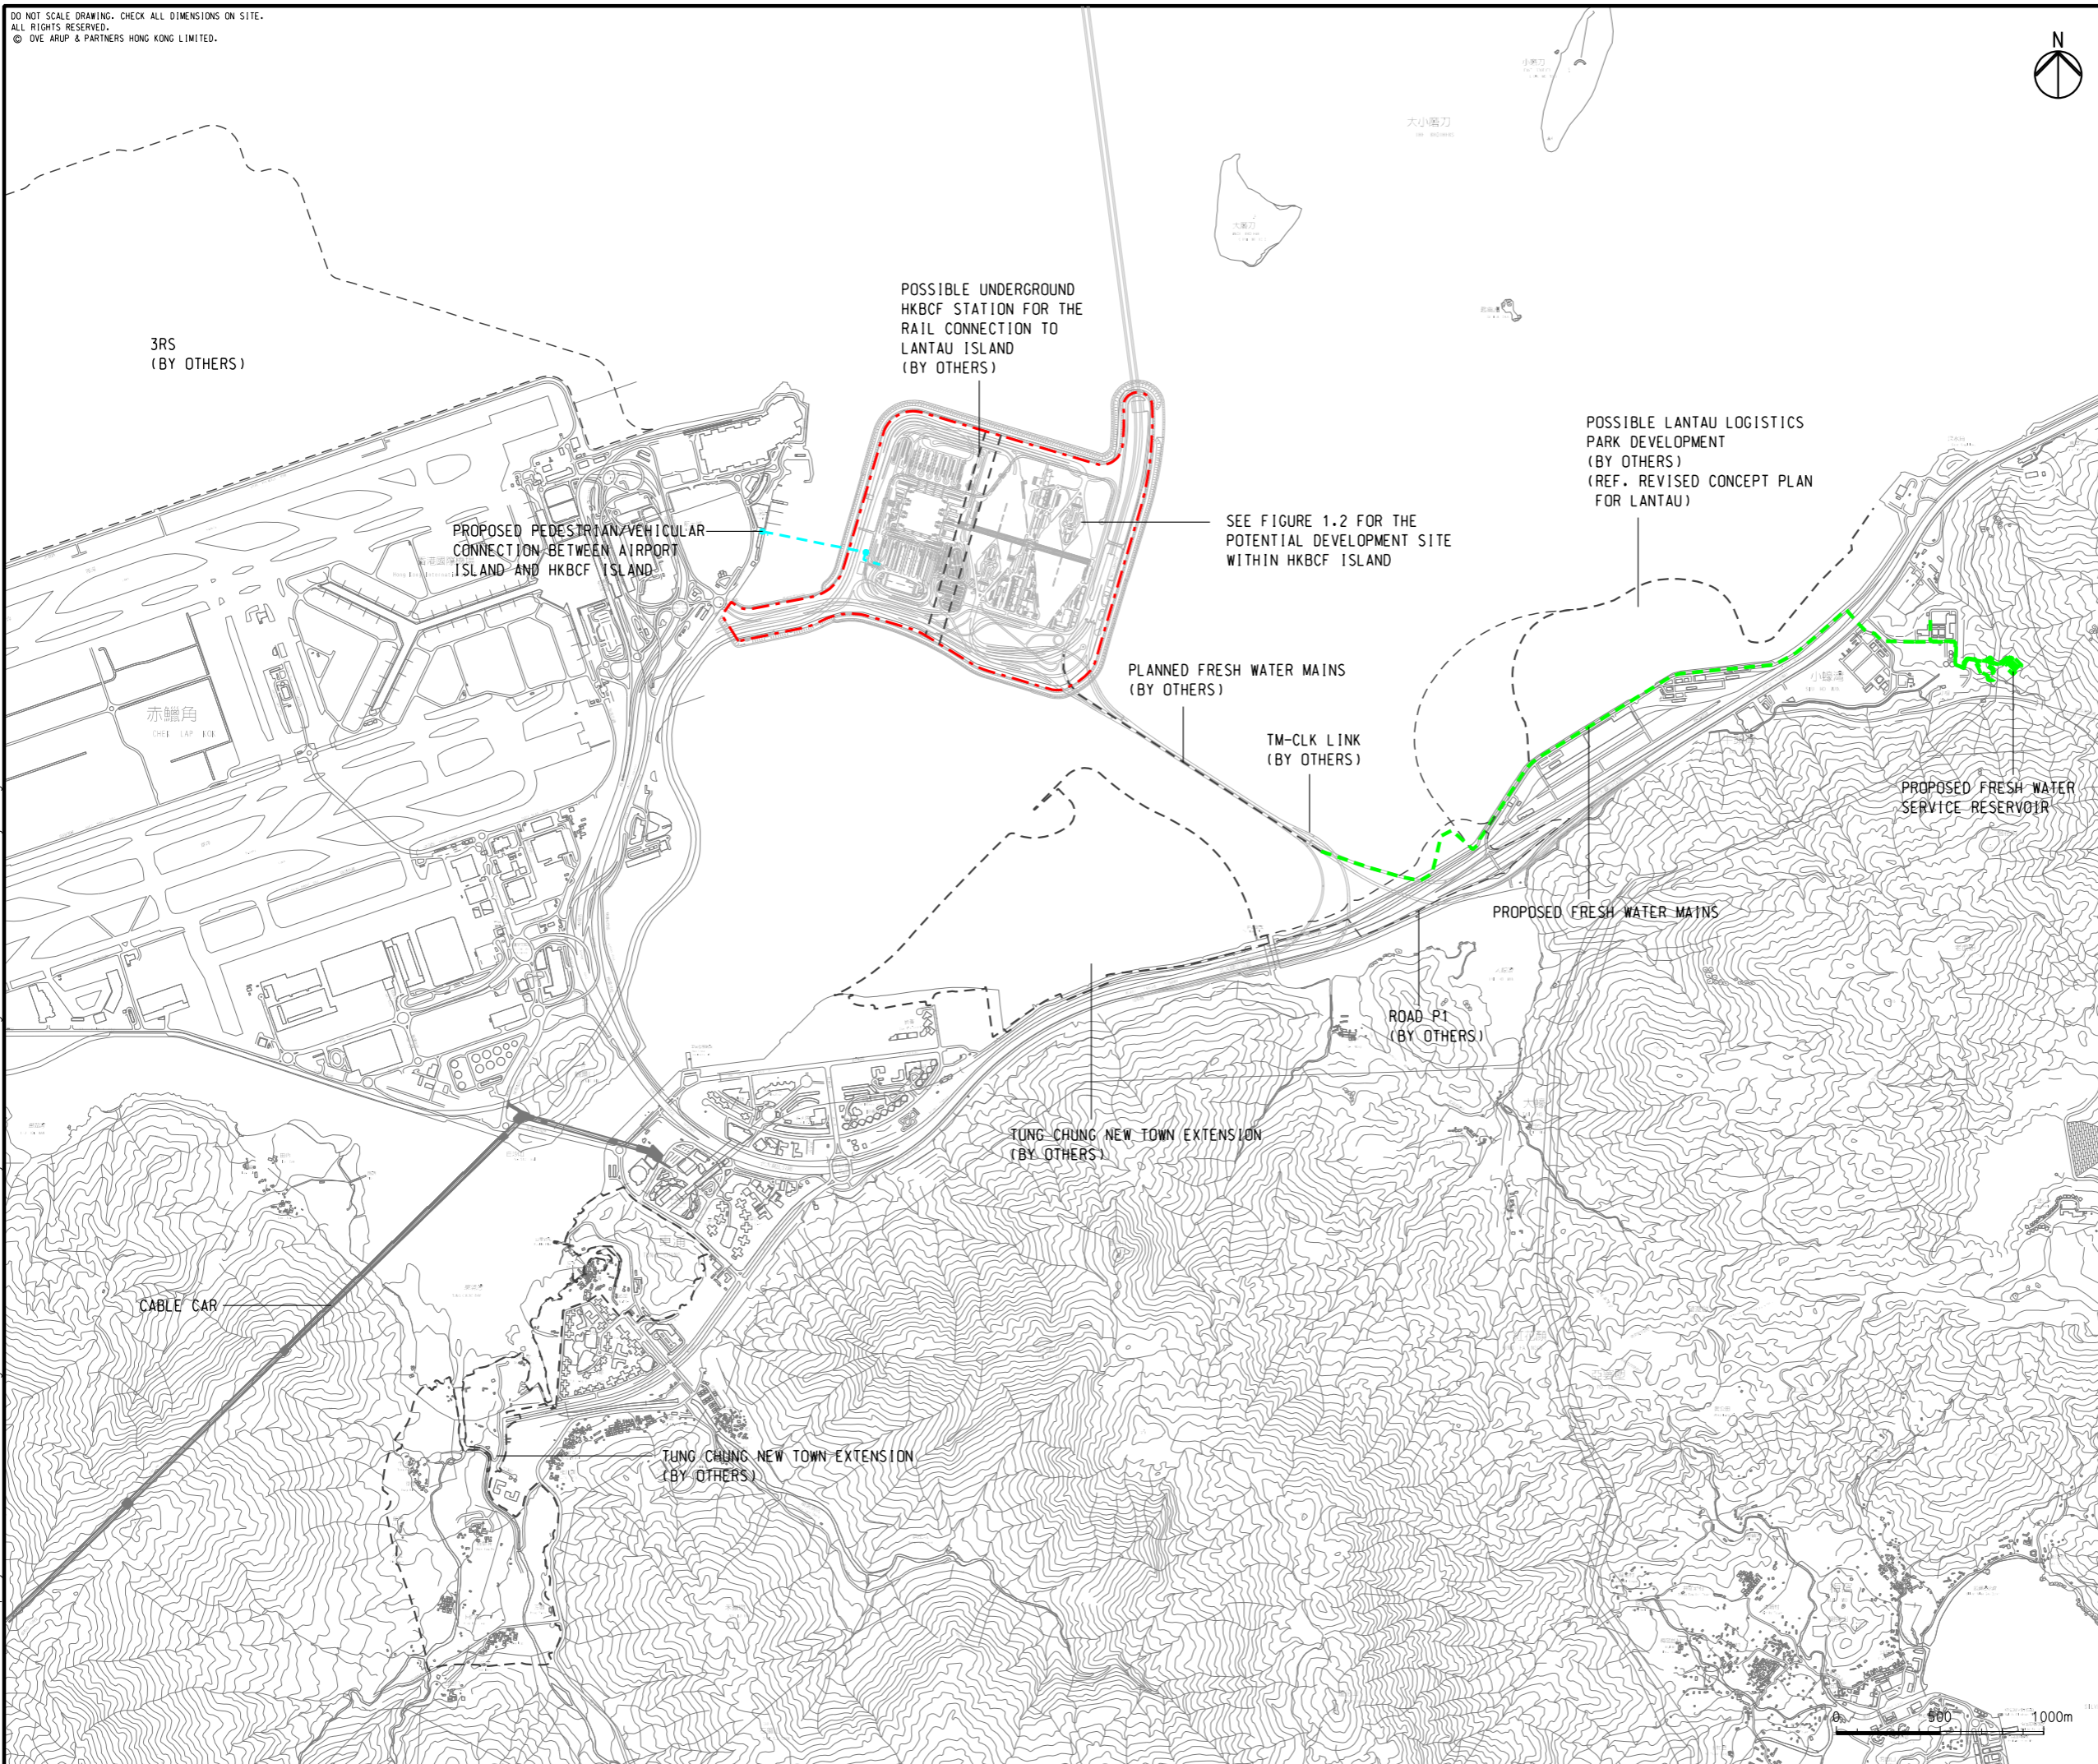 DO NOT SCALE DRAWING. CHECK ALL DIMENSIONS ON SITE.
ALL RIGHTS RESERVED.
© OVE ARUP & PARTNERS HONG KONG LIMITED.
N
大小磨刀
大磨刀
3RS
(BY OTHERS)
POSSIBLE UNDERGROUND
HKBCF STATION FOR THE
RAIL CONNECTION TO
LANTAU ISLAND
(BY OTHERS)
POSSIBLE LANTAU LOGISTICS
PARK DEVELOPMENT
(BY OTHERS)
(REF. REVISED CONCEPT PLAN
FOR LANTAU)
PROPOSED PEDESTRIAN/VEHICULAR
CONNECTION BETWEEN AIRPORT
ISLAND AND HKBCF ISLAND
SEE FIGURE 1.2 FOR THE
POTENTIAL DEVELOPMENT SITE
WITHIN HKBCF ISLAND
PLANNED FRESH WATER MAINS
(BY OTHERS)
赤鱲角
CHEK LAP KOK
TM-CLK LINK
(BY OTHERS)
PROPOSED FRESH WATER
SERVICE RESERVOIR
PROPOSED FRESH WATER MAINS
ROAD P1
(BY OTHERS)
TUNG CHUNG NEW TOWN EXTENSION
(BY OTHERS)
CABLE CAR
TUNG CHUNG NEW TOWN EXTENSION
(BY OTHERS)
0 500 1000m